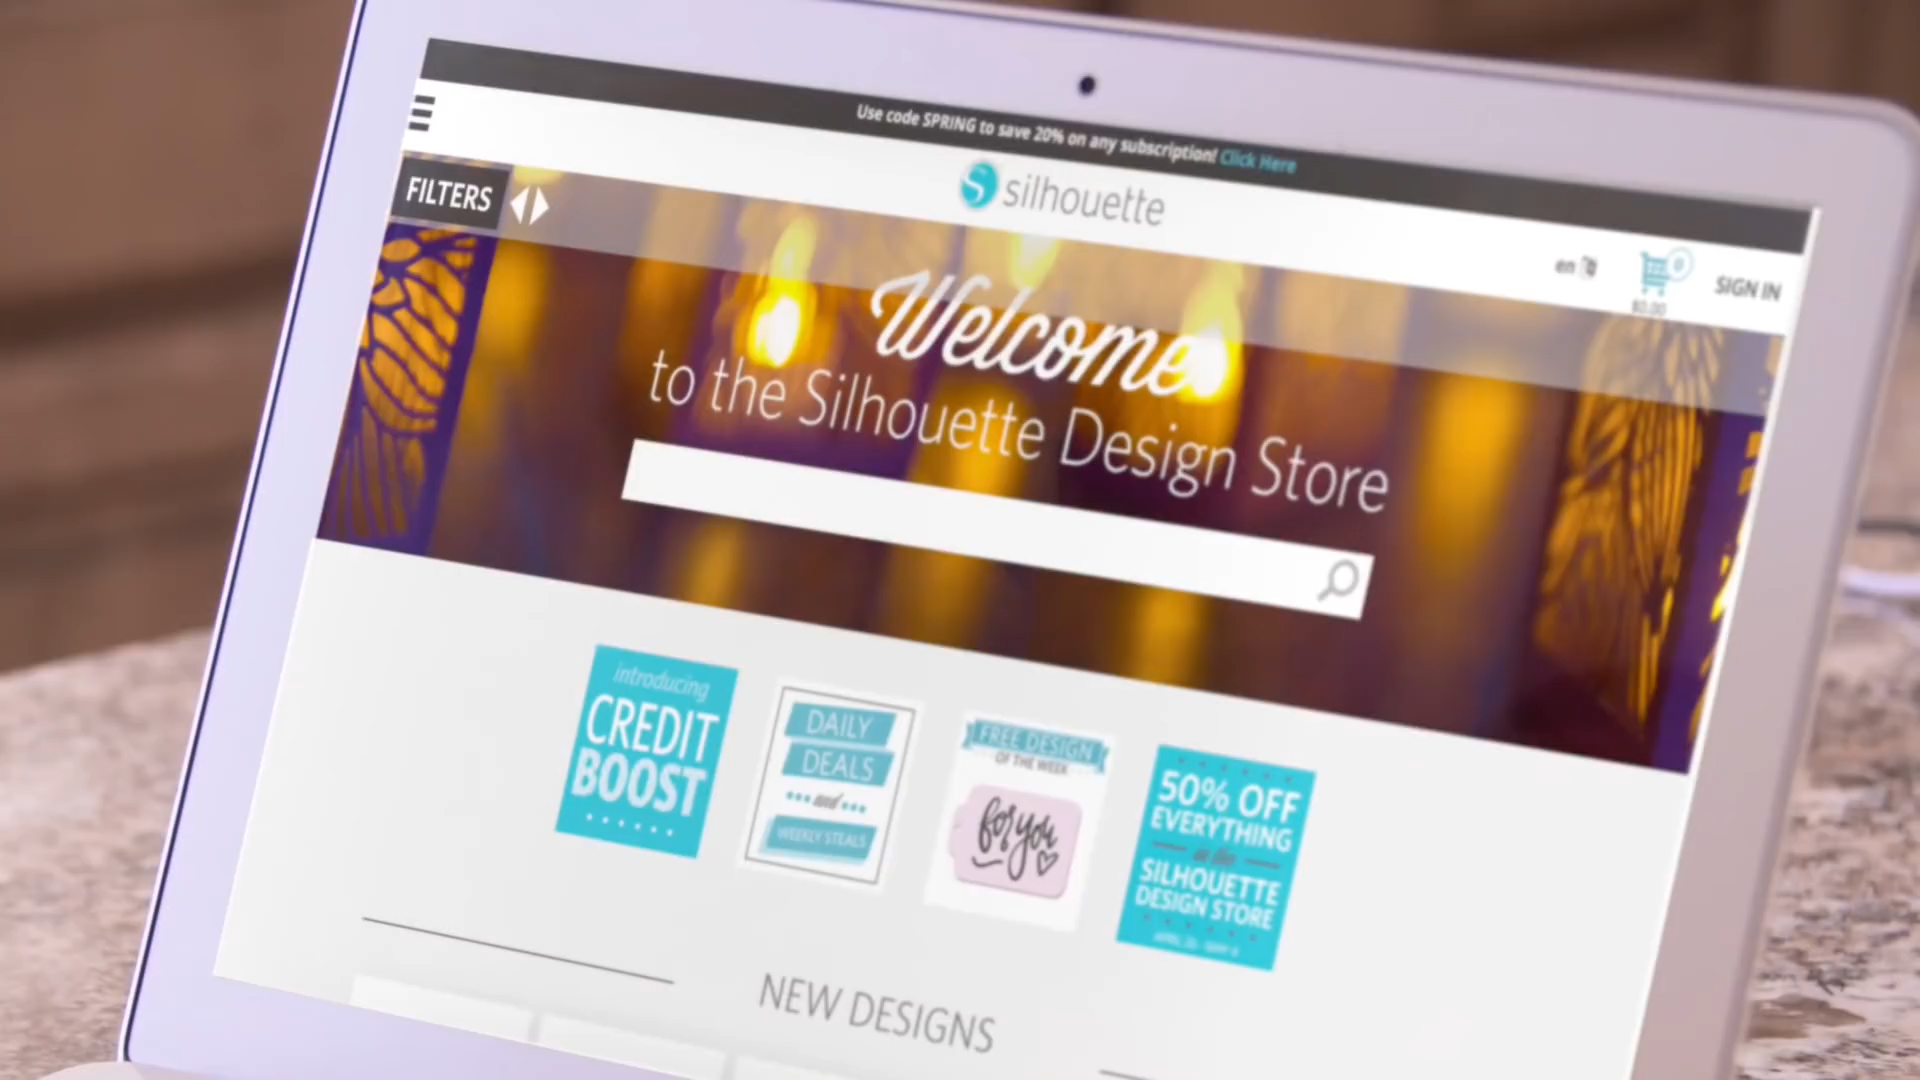 Use code SPRING to save 20% on any subscription! Click Here
silhouette
FILTERS
en
$0.00
SIGN IN
Welcome
to the Silhouette Design Store
introducing
CREDIT
BOOST
DAILY
DEALS
and
WEEKLY STEALS
FREE DESIGN
OF THE WEEK
for you
50% OFF
EVERYTHING
in the
SILHOUETTE
DESIGN STORE
NEW DESIGNS